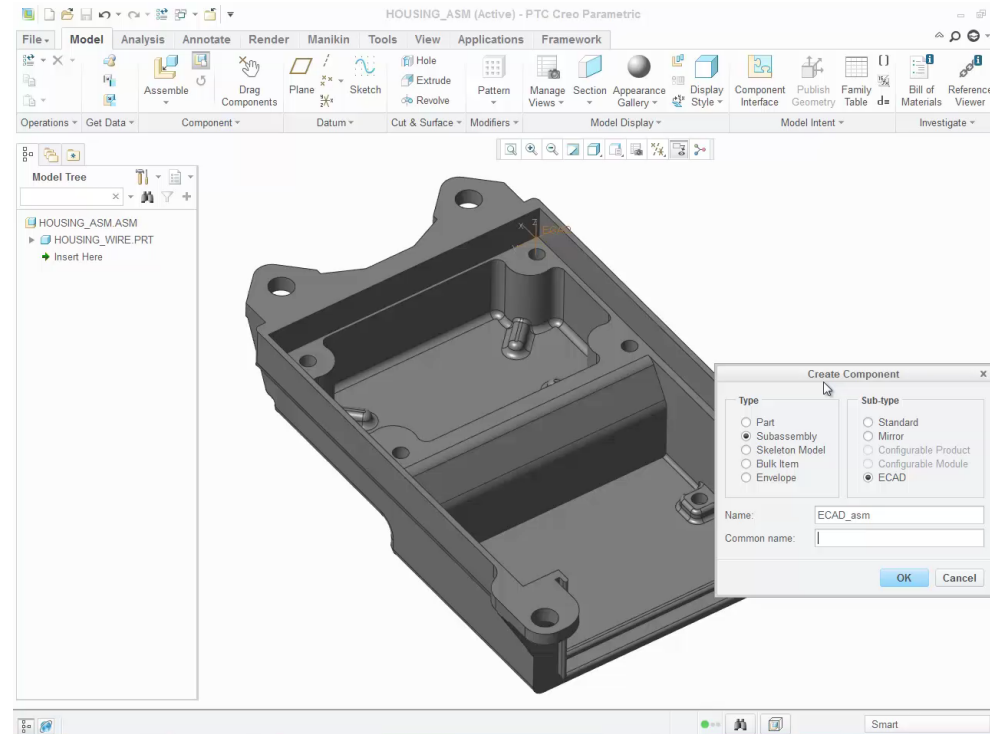 HOUSING_ASM (Active) - PTC Creo Parametric
File Model Analysis Annotate Render Manikin Tools View Applications Framework
Assemble
Drag Components
Plane
Sketch
Hole
Extrude
Revolve
Pattern
Manage Views
Section
Appearance Gallery
Display Style
Component Interface
Publish Geometry
Family Table
d=
Bill of Materials
Reference Viewer
Operations Get Data Component Datum Cut & Surface Modifiers Model Display Model Intent Investigate
Model Tree
HOUSING_ASM.ASM
HOUSING_WIRE.PRT
Insert Here
X Z
Create Component x
Type
Part
Subassembly
Skeleton Model
Bulk Item
Envelope
Sub-type
Standard
Mirror
Configurable Product
Configurable Module
ECAD
Name: ECAD_asm
Common name:
OK Cancel
Smart